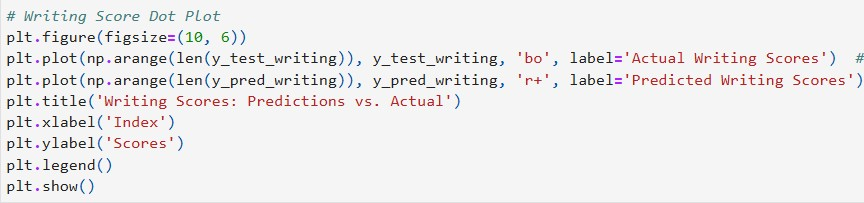 # Writing Score Dot Plot
plt.figure(figsize=(10, 6))
plt.plot(np.arange(len(y_test_writing)), y_test_writing, 'bo', label='Actual Writing Scores')  #
plt.plot(np.arange(len(y_pred_writing)), y_pred_writing, 'r+', label='Predicted Writing Scores')
plt.title('Writing Scores: Predictions vs. Actual')
plt.xlabel('Index')
plt.ylabel('Scores')
plt.legend()
plt.show()